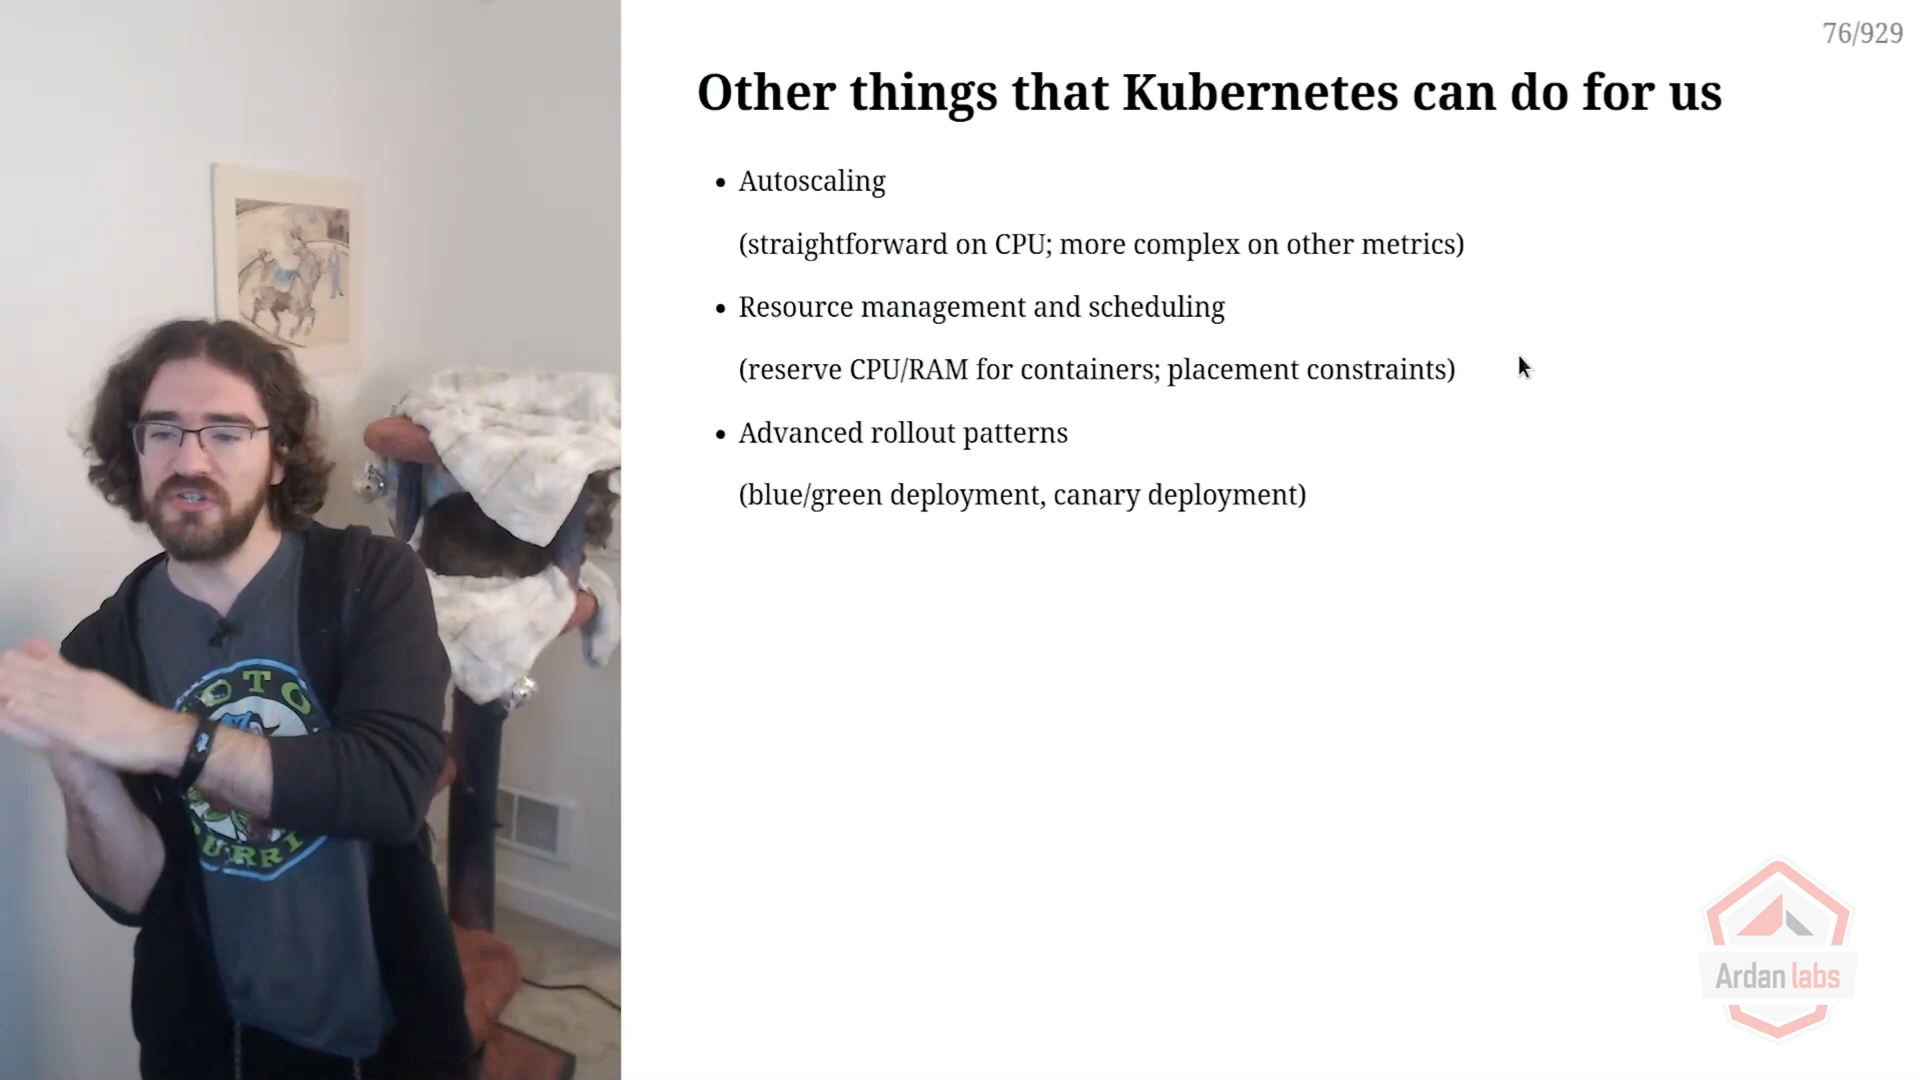 76/929
Other things that Kubernetes can do for us
• Autoscaling
(straightforward on CPU; more complex on other metrics)
• Resource management and scheduling
(reserve CPU/RAM for containers; placement constraints)
• Advanced rollout patterns
(blue/green deployment, canary deployment)
OTO
URRI
Ardan labs